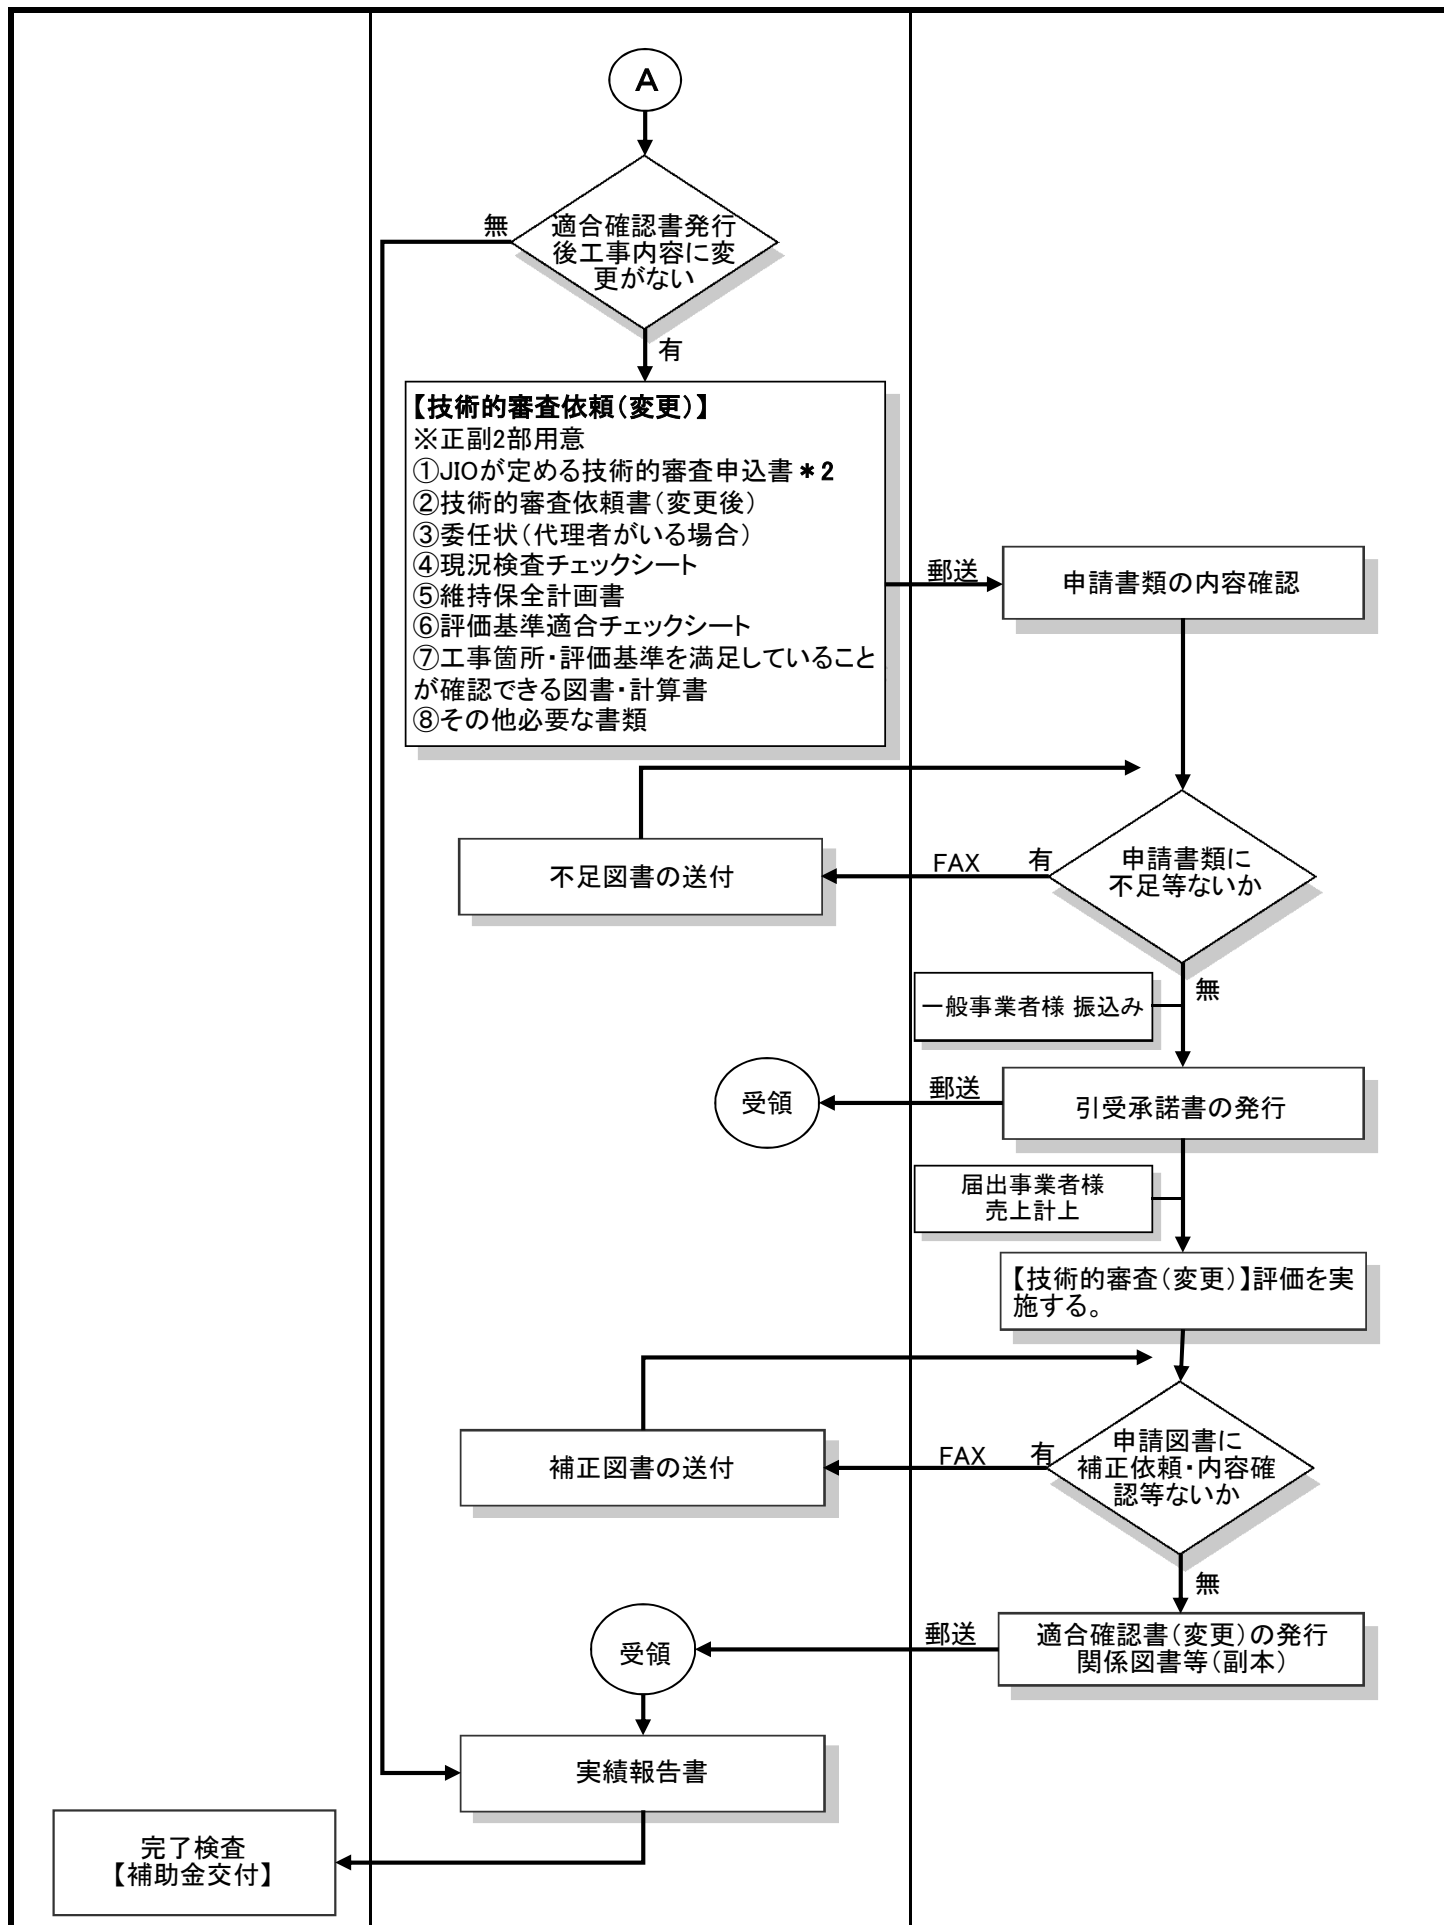 A
無
適合確認書発行
後工事内容に変
更がない
有
【技術的審査依頼(変更)】
※正副2部用意
①JIOが定める技術的審査申込書＊2
②技術的審査依頼書(変更後)
③委任状(代理者がいる場合)
④現況検査チェックシート
⑤維持保全計画書
⑥評価基準適合チェックシート
⑦工事箇所・評価基準を満足していること
が確認できる図書・計算書
⑧その他必要な書類
郵送
申請書類の内容確認
不足図書の送付
FAX
有
申請書類に
不足等ないか
無
一般事業者様 振込み
受領
郵送
引受承諾書の発行
届出事業者様
売上計上
【技術的審査(変更)】評価を実
施する。
補正図書の送付
FAX
有
申請図書に
補正依頼・内容確
認等ないか
無
受領
郵送
適合確認書(変更)の発行
関係図書等(副本)
実績報告書
完了検査
【補助金交付】